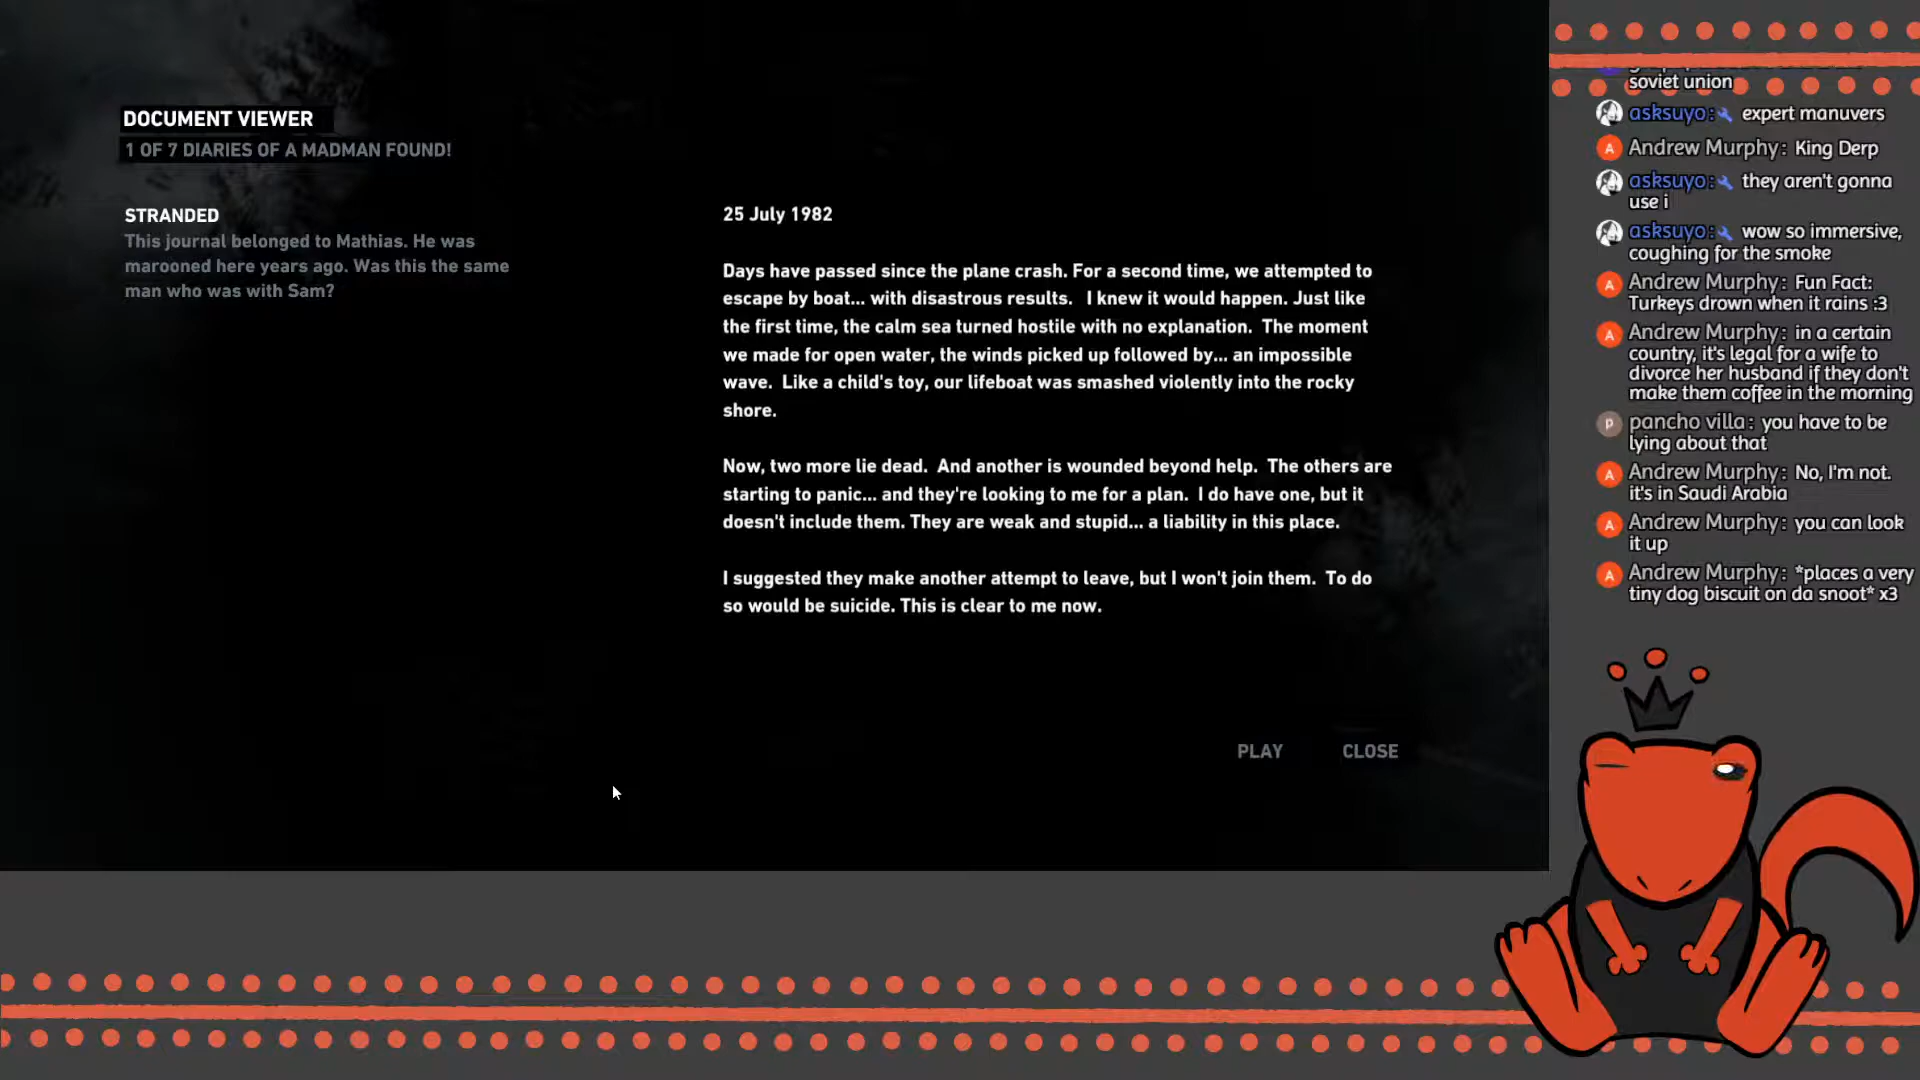 DOCUMENT VIEWER
1 OF 7 DIARIES OF A MADMAN FOUND!
STRANDED
This journal belonged to Mathias. He was
marooned here years ago. Was this the same
man who was with Sam?
25 July 1982
Days have passed since the plane crash. For a second time, we attempted to
escape by boat... with disastrous results. I knew it would happen. Just like
the first time, the calm sea turned hostile with no explanation. The moment
we made for open water, the winds picked up followed by... an impossible
wave. Like a child's toy, our lifeboat was smashed violently into the rocky
shore.
Now, two more lie dead. And another is wounded beyond help. The others are
starting to panic... and they're looking to me for a plan. I do have one, but it
doesn't include them. They are weak and stupid... a liability in this place.
I suggested they make another attempt to leave, but I won't join them. To do
so would be suicide. This is clear to me now.
PLAY CLOSE
soviet union
asksuyo: expert manuvers
A Andrew Murphy: King Derp
asksuyo: they aren't gonna
use i
asksuyo: wow so immersive,
coughing for the smoke
A Andrew Murphy: Fun Fact:
Turkeys drown when it rains :3
A Andrew Murphy: in a certain
country, it's legal for a wife to
divorce her husband if they don't
make them coffee in the morning
P pancho villa: you have to be
lying about that
A Andrew Murphy: No, I'm not.
it's in Saudi Arabia
A Andrew Murphy: you can look
it up
A Andrew Murphy: *places a very
tiny dog biscuit on da snoot* x3